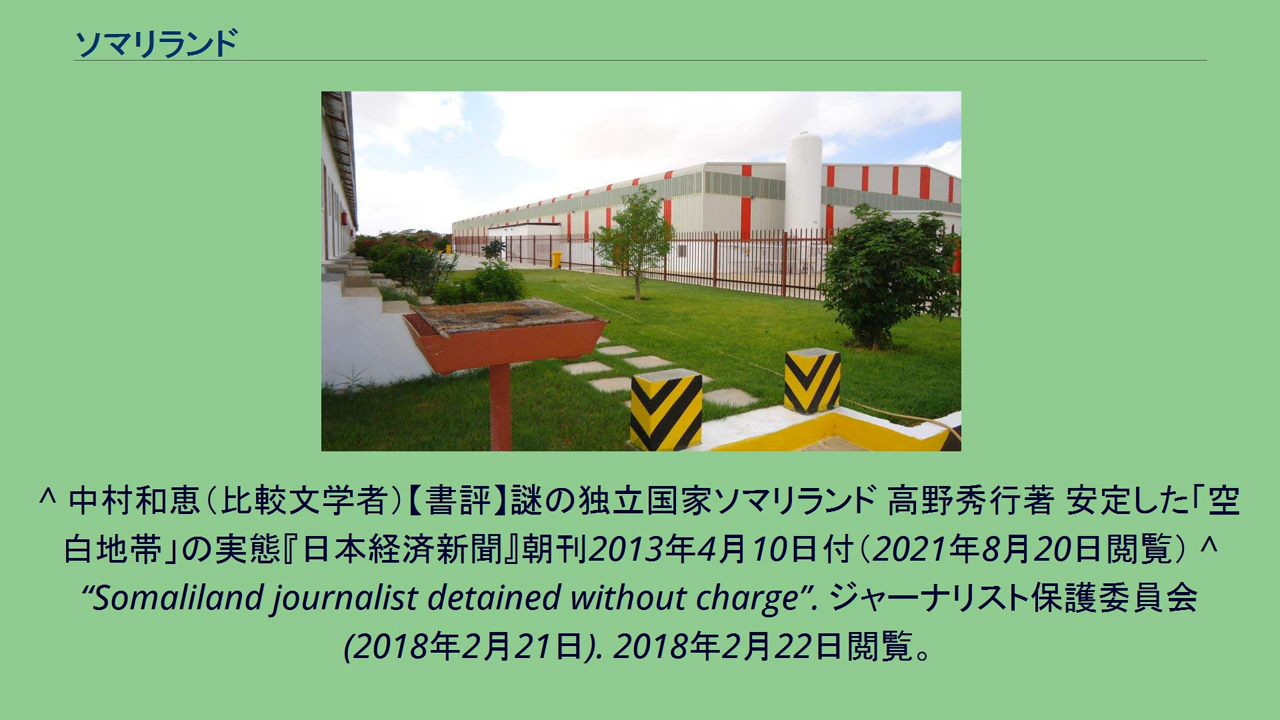 ソマリランド
^ 中村和恵（比較文学者）【書評】謎の独立国家ソマリランド 高野秀行著 安定した「空
白地帯」の実態『日本経済新聞』朝刊2013年4月10日付（2021年8月20日閲覧） ^
“Somaliland journalist detained without charge”. ジャーナリスト保護委員会
(2018年2月21日). 2018年2月22日閲覧。